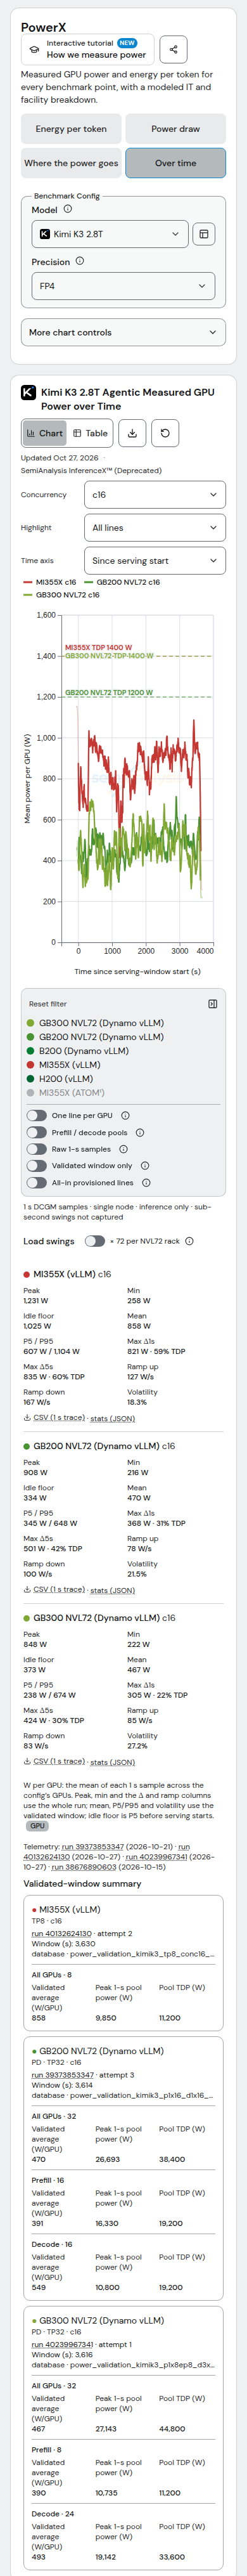 PowerX
Interactive tutorial NEW
How we measure power
Measured GPU power and energy per token for
every benchmark point, with a modeled IT and
facility breakdown.
Energy per token
Power draw
Where the power goes
Over time
Benchmark Config
Model
Kimi K3 2.8T
Precision
FP4
More chart controls
Kimi K3 2.8T Agentic Measured GPU
Power over Time
Chart
Table
Updated Oct 27, 2026 ·
SemiAnalysis InferenceX™ (Deprecated)
Concurrency
c16
Highlight
All lines
Time axis
Since serving start
MI355X c16
GB200 NVL72 c16
GB300 NVL72 c16
1,600
1,400
1,200
1,000
800
600
400
200
0
MI355X TDP 1400 W
GB300 NVL72 TDP 1400 W
GB200 NVL72 TDP 1200 W
Mean power per GPU (W)
0
1000
2000
3000
4000
Time since serving-window start (s)
Reset filter
GB300 NVL72 (Dynamo vLLM)
GB200 NVL72 (Dynamo vLLM)
B200 (Dynamo vLLM)
MI355X (vLLM)
H200 (vLLM)
MI355X (ATOM¹)
One line per GPU
Prefill / decode pools
Raw 1-s samples
Validated window only
All-in provisioned lines
1 s DCGM samples · single node · inference only · sub-
second swings not captured
Load swings
× 72 per NVL72 rack
MI355X (vLLM) c16
Peak
1,231 W
Min
258 W
Idle floor
1,025 W
Mean
858 W
P5 / P95
607 W / 1,104 W
Max Δ1s
821 W · 59% TDP
Max Δ5s
835 W · 60% TDP
Ramp up
127 W/s
Ramp down
167 W/s
Volatility
18.3%
CSV (1 s trace) · stats (JSON)
GB200 NVL72 (Dynamo vLLM) c16
Peak
908 W
Min
216 W
Idle floor
334 W
Mean
470 W
P5 / P95
345 W / 648 W
Max Δ1s
368 W · 31% TDP
Max Δ5s
501 W · 42% TDP
Ramp up
78 W/s
Ramp down
100 W/s
Volatility
21.5%
CSV (1 s trace) · stats (JSON)
GB300 NVL72 (Dynamo vLLM) c16
Peak
848 W
Min
222 W
Idle floor
373 W
Mean
467 W
P5 / P95
238 W / 674 W
Max Δ1s
305 W · 22% TDP
Max Δ5s
424 W · 30% TDP
Ramp up
85 W/s
Ramp down
83 W/s
Volatility
27.2%
CSV (1 s trace) · stats (JSON)
W per GPU: the mean of each 1 s sample across the
config's GPUs. Peak, min and the Δ and ramp columns
use the whole run; mean, P5/P95 and volatility use the
validated window; idle floor is P5 before serving starts.
GPU
Telemetry: run 39373853347 (2026-10-21) · run
40132624130 (2026-10-27) · run 40239967341 (2026-
10-27) · run 38676890603 (2026-10-15)
Validated-window summary
MI355X (vLLM)
TP8 · c16
run 40132624130 · attempt 2
Window (s): 3,630
database · power_validation_kimik3_tp8_conc16_...
All GPUs · 8
Validated
average
(W/GPU)
858
Peak 1-s pool
power (W)
9,850
Pool TDP (W)
11,200
GB200 NVL72 (Dynamo vLLM)
PD · TP32 · c16
run 39373853347 · attempt 3
Window (s): 3,614
database · power_validation_kimik3_p1x16_d1x16_...
All GPUs · 32
Validated
average
(W/GPU)
470
Peak 1-s pool
power (W)
26,693
Pool TDP (W)
38,400
Prefill · 16
Validated
average
(W/GPU)
391
Peak 1-s pool
power (W)
16,330
Pool TDP (W)
19,200
Decode · 16
Validated
average
(W/GPU)
549
Peak 1-s pool
power (W)
10,800
Pool TDP (W)
19,200
GB300 NVL72 (Dynamo vLLM)
PD · TP32 · c16
run 40239967341 · attempt 1
Window (s): 3,616
database · power_validation_kimik3_p1x8ep8_d3x...
All GPUs · 32
Validated
average
(W/GPU)
467
Peak 1-s pool
power (W)
27,143
Pool TDP (W)
44,800
Prefill · 8
Validated
average
(W/GPU)
390
Peak 1-s pool
power (W)
10,735
Pool TDP (W)
11,200
Decode · 24
Validated
average
(W/GPU)
493
Peak 1-s pool
power (W)
19,142
Pool TDP (W)
33,600